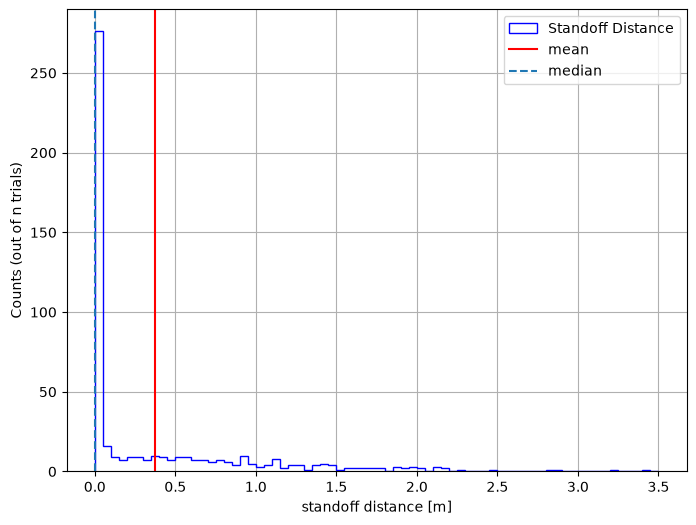 Standoff Distance
mean
median
Counts (out of n trials)
250
200
150
100
50
0
0.0 0.5 1.0 1.5 2.0 2.5 3.0 3.5
standoff distance [m]